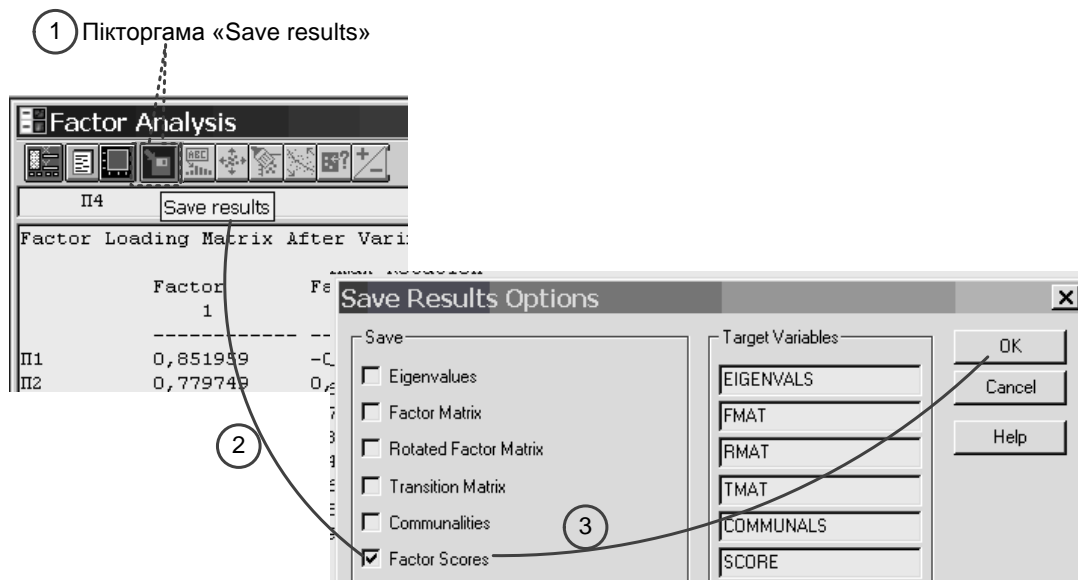 1 Пікторгама «Save results»
Factor Analysis
П4
Save results
Factor Loading Matrix After Vari
Factor
1
П1 0,851959
П2 0,779749
2
Save Results Options
Save
Eigenvalues
Factor Matrix
Rotated Factor Matrix
Transition Matrix
Communalities
Factor Scores
3
Target Variables
EIGENVALS
FMAT
RMAT
TMAT
COMMUNALS
SCORE
OK
Cancel
Help